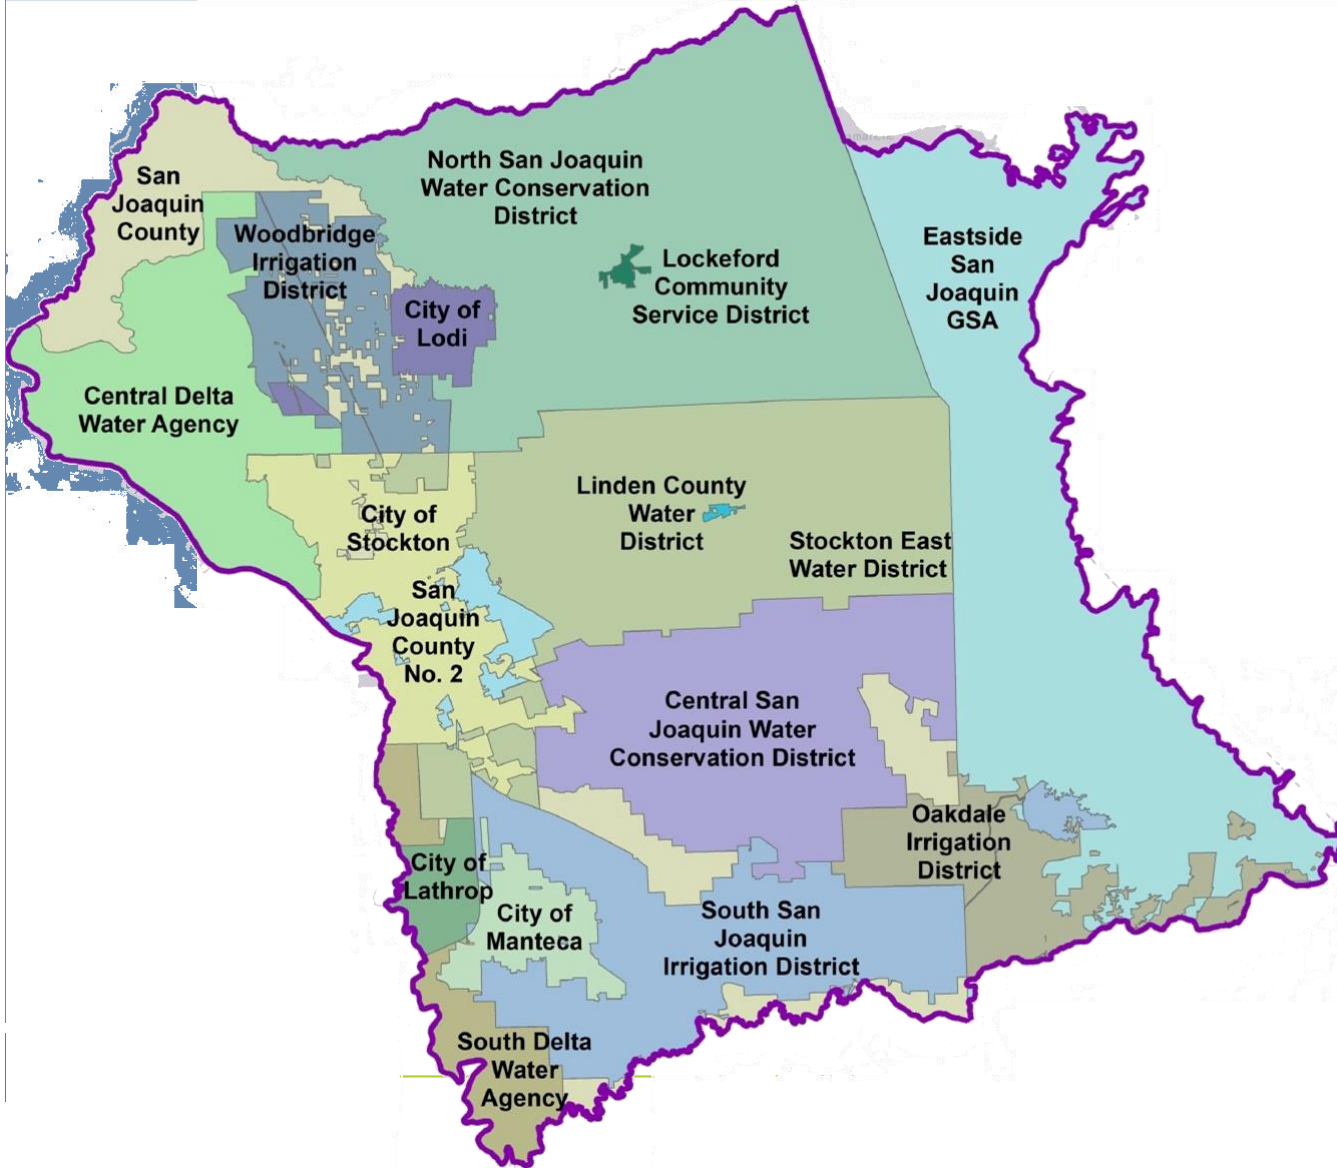 North San Joaquin
Water Conservation
District
San
Joaquin
County
Woodbridge
Irrigation
District
Eastside
San
Joaquin
GSA
Lockeford
Community
Service District
City of
Lodi
Central Delta
Water Agency
Linden County
Water
District
City of
Stockton
Stockton East
Water District
San
Joaquin
County
No. 2
Central San
Joaquin Water
Conservation District
Oakdale
Irrigation
District
City of
Lathrop
City of
Manteca
South San
Joaquin
Irrigation District
South Delta
Water
Agency